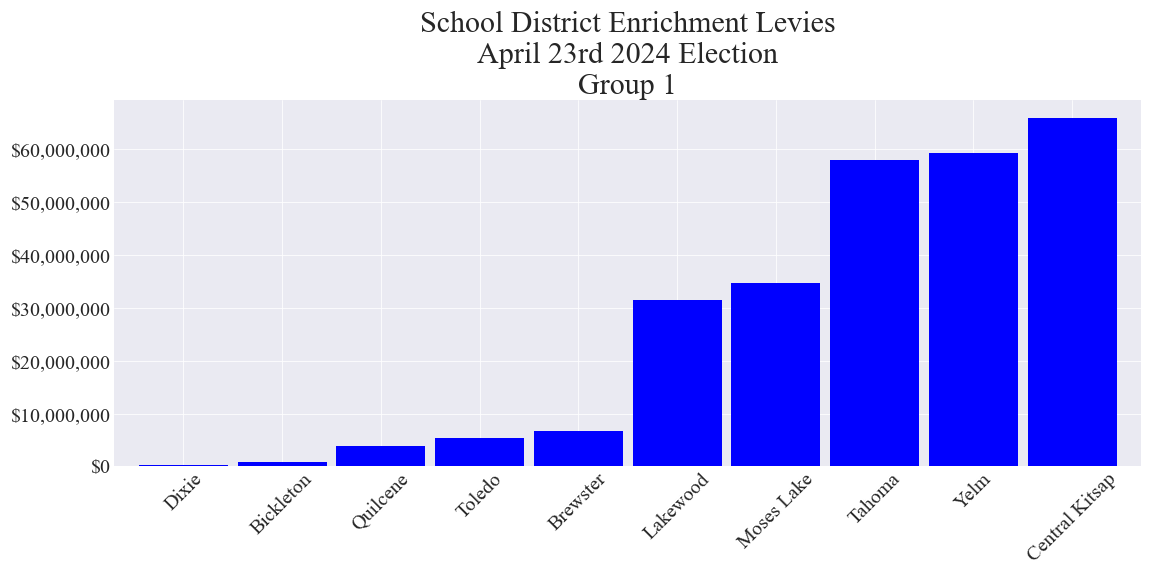 School District Enrichment Levies
April 23rd 2024 Election
Group 1
$60,000,000
$50,000,000
$40,000,000
$30,000,000
$20,000,000
$10,000,000
$0
Dixie
Bickleton
Quilcene
Toledo
Brewster
Lakewood
Moses Lake
Tahoma
Yelm
Central Kitsap